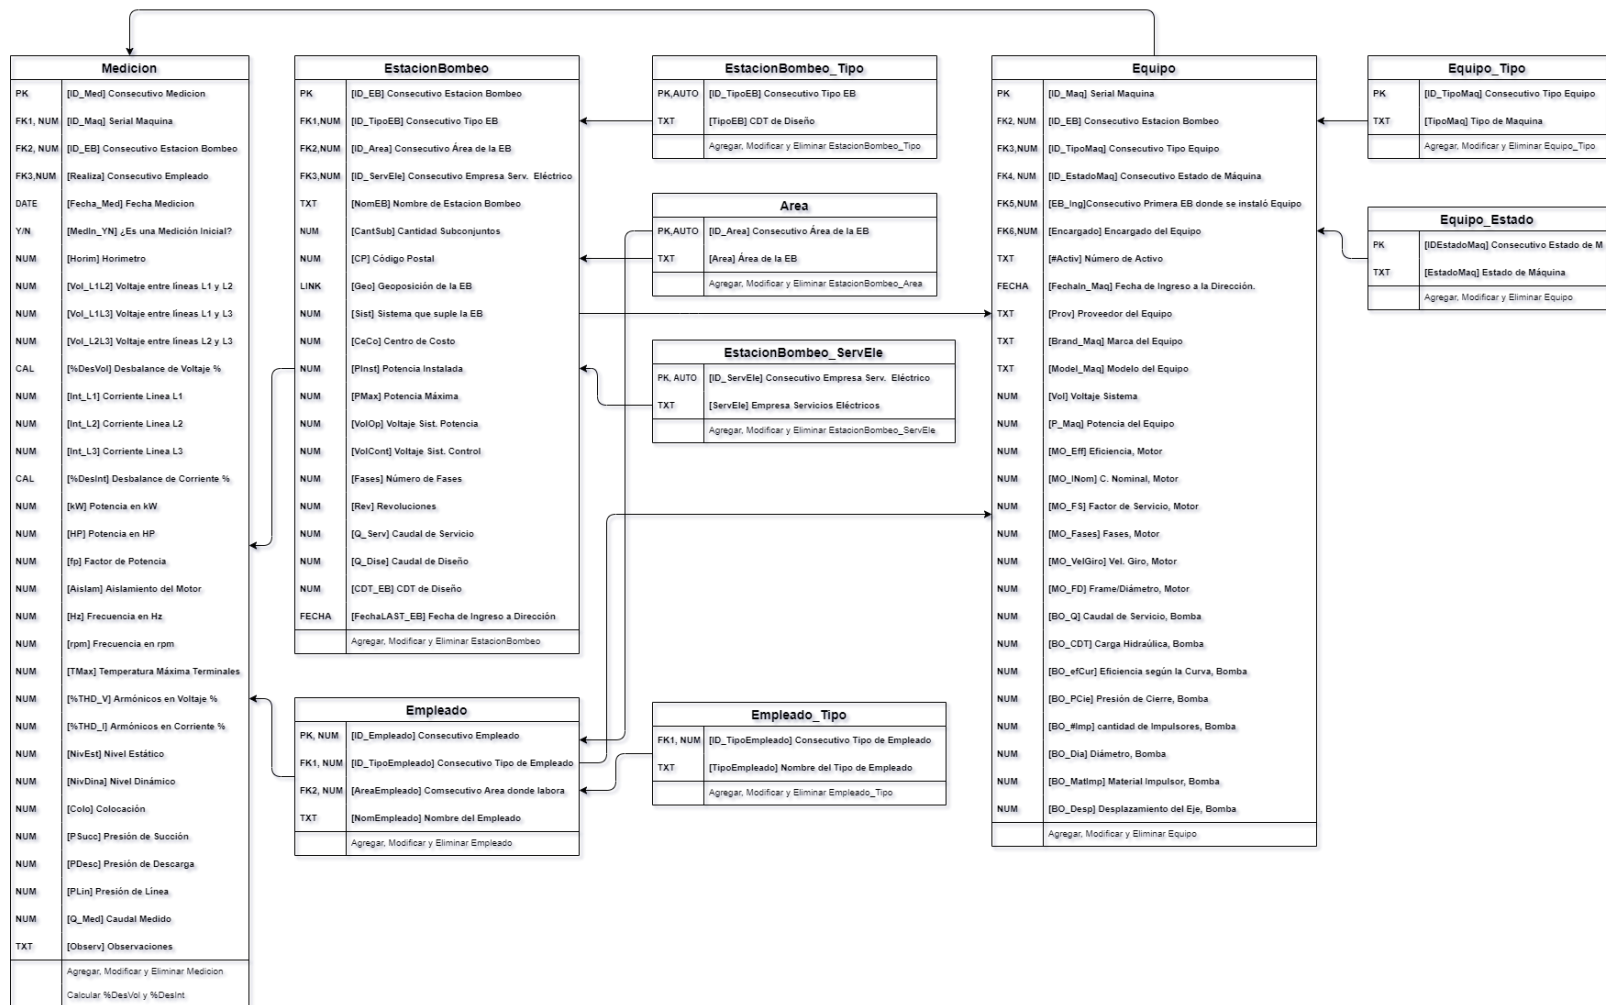 Medicion
PK [ID_Med] Consecutivo Medicion
FK1, NUM [ID_Maq] Serial Maquina
FK2, NUM [ID_EB] Consecutivo Estacion Bombeo
FK3,NUM [Realiza] Consecutivo Empleado
DATE [Fecha_Med] Fecha Medicion
Y/N [MedIn_YN] ¿Es una Medición Inicial?
NUM [Horim] Horimetro
NUM [Vol_L1L2] Voltaje entre líneas L1 y L2
NUM [Vol_L1L3] Voltaje entre líneas L1 y L3
NUM [Vol_L2L3] Voltaje entre líneas L2 y L3
CAL [%DesVol] Desbalance de Voltaje %
NUM [Int_L1] Corriente Linea L1
NUM [Int_L2] Corriente Linea L2
NUM [Int_L3] Corriente Linea L3
CAL [%DesInt] Desbalance de Corriente %
NUM [kW] Potencia en kW
NUM [HP] Potencia en HP
NUM [fp] Factor de Potencia
NUM [Aislam] Aislamiento del Motor
NUM [Hz] Frecuencia en Hz
NUM [rpm] Frecuencia en rpm
NUM [TMax] Temperatura Máxima Terminales
NUM [%THD_V] Armónicos en Voltaje %
NUM [%THD_I] Armónicos en Corriente %
NUM [NivEst] Nivel Estático
NUM [NivDina] Nivel Dinámico
NUM [Colo] Colocación
NUM [PSucc] Presión de Succión
NUM [PDesc] Presión de Descarga
NUM [PLin] Presión de Línea
NUM [Q_Med] Caudal Medido
TXT [Observ] Observaciones
Agregar, Modificar y Eliminar Medicion
Calcular %DesVol y %DesInt
EstacionBombeo
PK [ID_EB] Consecutivo Estacion Bombeo
FK1,NUM [ID_TipoEB] Consecutivo Tipo EB
FK2,NUM [ID_Area] Consecutivo Área de la EB
FK3,NUM [ID_ServEle] Consecutivo Empresa Serv. Eléctrico
TXT [NomEB] Nombre de Estacion Bombeo
NUM [CantSub] Cantidad Subconjuntos
NUM [CP] Código Postal
LINK [Geo] Geoposición de la EB
NUM [Sist] Sistema que suple la EB
NUM [CeCo] Centro de Costo
NUM [PInst] Potencia Instalada
NUM [PMax] Potencia Máxima
NUM [VolOp] Voltaje Sist. Potencia
NUM [VolCont] Voltaje Sist. Control
NUM [Fases] Número de Fases
NUM [Rev] Revoluciones
NUM [Q_Serv] Caudal de Servicio
NUM [Q_Dise] Caudal de Diseño
NUM [CDT_EB] CDT de Diseño
FECHA [FechaLAST_EB] Fecha de Ingreso a Dirección
Agregar, Modificar y Eliminar EstacionBombeo
Empleado
PK, NUM [ID_Empleado] Consecutivo Empleado
FK1, NUM [ID_TipoEmpleado] Consecutivo Tipo de Empleado
FK2, NUM [AreaEmpleado] Comsecutivo Area donde labora
TXT [NomEmpleado] Nombre del Empleado
Agregar, Modificar y Eliminar Empleado
EstacionBombeo_Tipo
PK,AUTO [ID_TipoEB] Consecutivo Tipo EB
TXT [TipoEB] CDT de Diseño
Agregar, Modificar y Eliminar EstacionBombeo_Tipo
Area
PK,AUTO [ID_Area] Consecutivo Área de la EB
TXT [Area] Área de la EB
Agregar, Modificar y Eliminar EstacionBombeo_Area
EstacionBombeo_ServEle
PK, AUTO [ID_ServEle] Consecutivo Empresa Serv. Eléctrico
TXT [ServEle] Empresa Servicios Eléctricos
Agregar, Modificar y Eliminar EstacionBombeo_ServEle
Empleado_Tipo
FK1, NUM [ID_TipoEmpleado] Consecutivo Tipo de Empleado
TXT [TipoEmpleado] Nombre del Tipo de Empleado
Agregar, Modificar y Eliminar Empleado_Tipo
Equipo
PK [ID_Maq] Serial Maquina
FK2, NUM [ID_EB] Consecutivo Estacion Bombeo
FK3,NUM [ID_TipoMaq] Consecutivo Tipo Equipo
FK4, NUM [ID_EstadoMaq] Consecutivo Estado de Máquina
FK5,NUM [EB_Ing]Consecutivo Primera EB donde se instaló Equipo
FK6,NUM [Encargado] Encargado del Equipo
TXT [#Activ] Número de Activo
FECHA [FechaIn_Maq] Fecha de Ingreso a la Dirección.
TXT [Prov] Proveedor del Equipo
TXT [Brand_Maq] Marca del Equipo
TXT [Model_Maq] Modelo del Equipo
NUM [Vol] Voltaje Sistema
NUM [P_Maq] Potencia del Equipo
NUM [MO_Eff] Eficiencia, Motor
NUM [MO_INom] C. Nominal, Motor
NUM [MO_FS] Factor de Servicio, Motor
NUM [MO_Fases] Fases, Motor
NUM [MO_VelGiro] Vel. Giro, Motor
NUM [MO_FD] Frame/Diámetro, Motor
NUM [BO_Q] Caudal de Servicio, Bomba
NUM [BO_CDT] Carga Hidraúlica, Bomba
NUM [BO_efCur] Eficiencia según la Curva, Bomba
NUM [BO_PCie] Presión de Cierre, Bomba
NUM [BO_#Imp] cantidad de Impulsores, Bomba
NUM [BO_Dia] Diámetro, Bomba
NUM [BO_MatImp] Material Impulsor, Bomba
NUM [BO_Desp] Desplazamiento del Eje, Bomba
Agregar, Modificar y Eliminar Equipo
Equipo_Tipo
PK [ID_TipoMaq] Consecutivo Tipo Equipo
TXT [TipoMaq] Tipo de Maquina
Agregar, Modificar y Eliminar Equipo_Tipo
Equipo_Estado
PK [IDEstadoMaq] Consecutivo Estado de M
TXT [EstadoMaq] Estado de Máquina
Agregar, Modificar y Eliminar Equipo